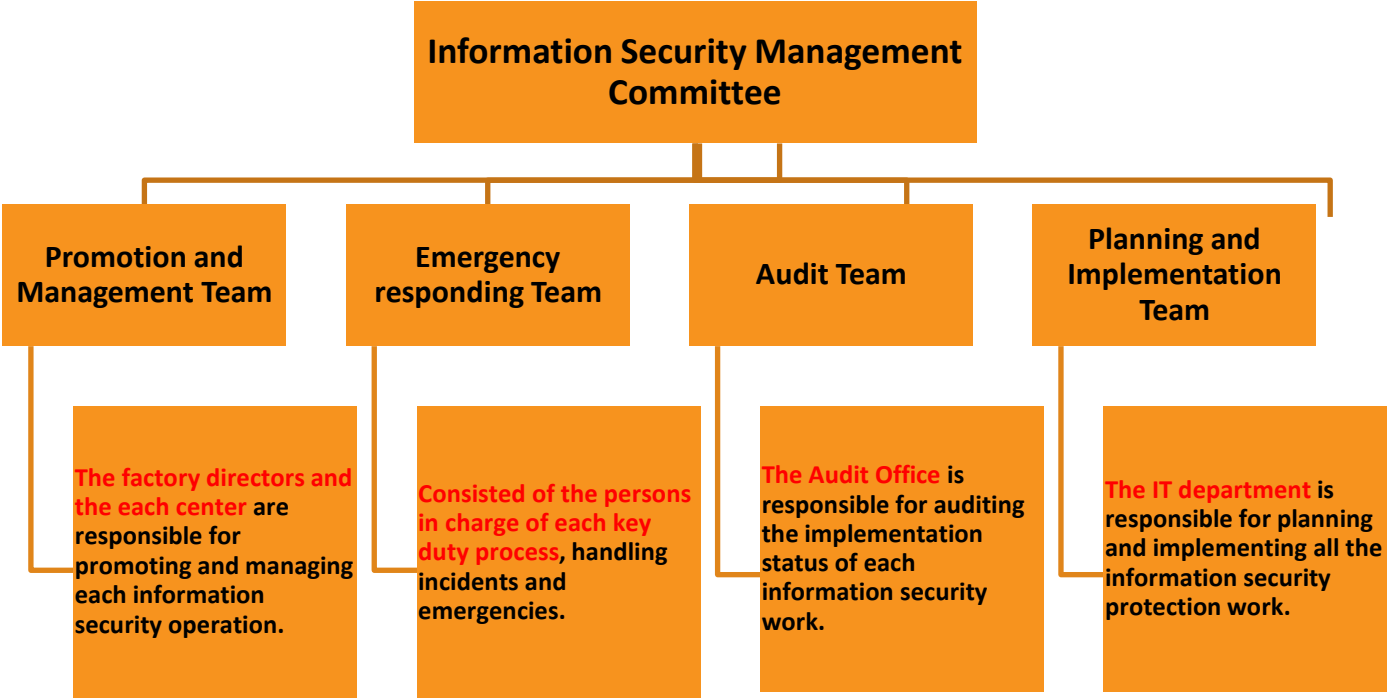 Information Security Management
Committee
Promotion and
Management Team
Emergency
responding Team
Audit Team
Planning and
Implementation
Team
The factory directors and
the each center are
responsible for
promoting and managing
each information
security operation.
Consisted of the persons
in charge of each key
duty process, handling
incidents and
emergencies.
The Audit Office is
responsible for auditing
the implementation
status of each
information security
work.
The IT department is
responsible for planning
and implementing all the
information security
protection work.